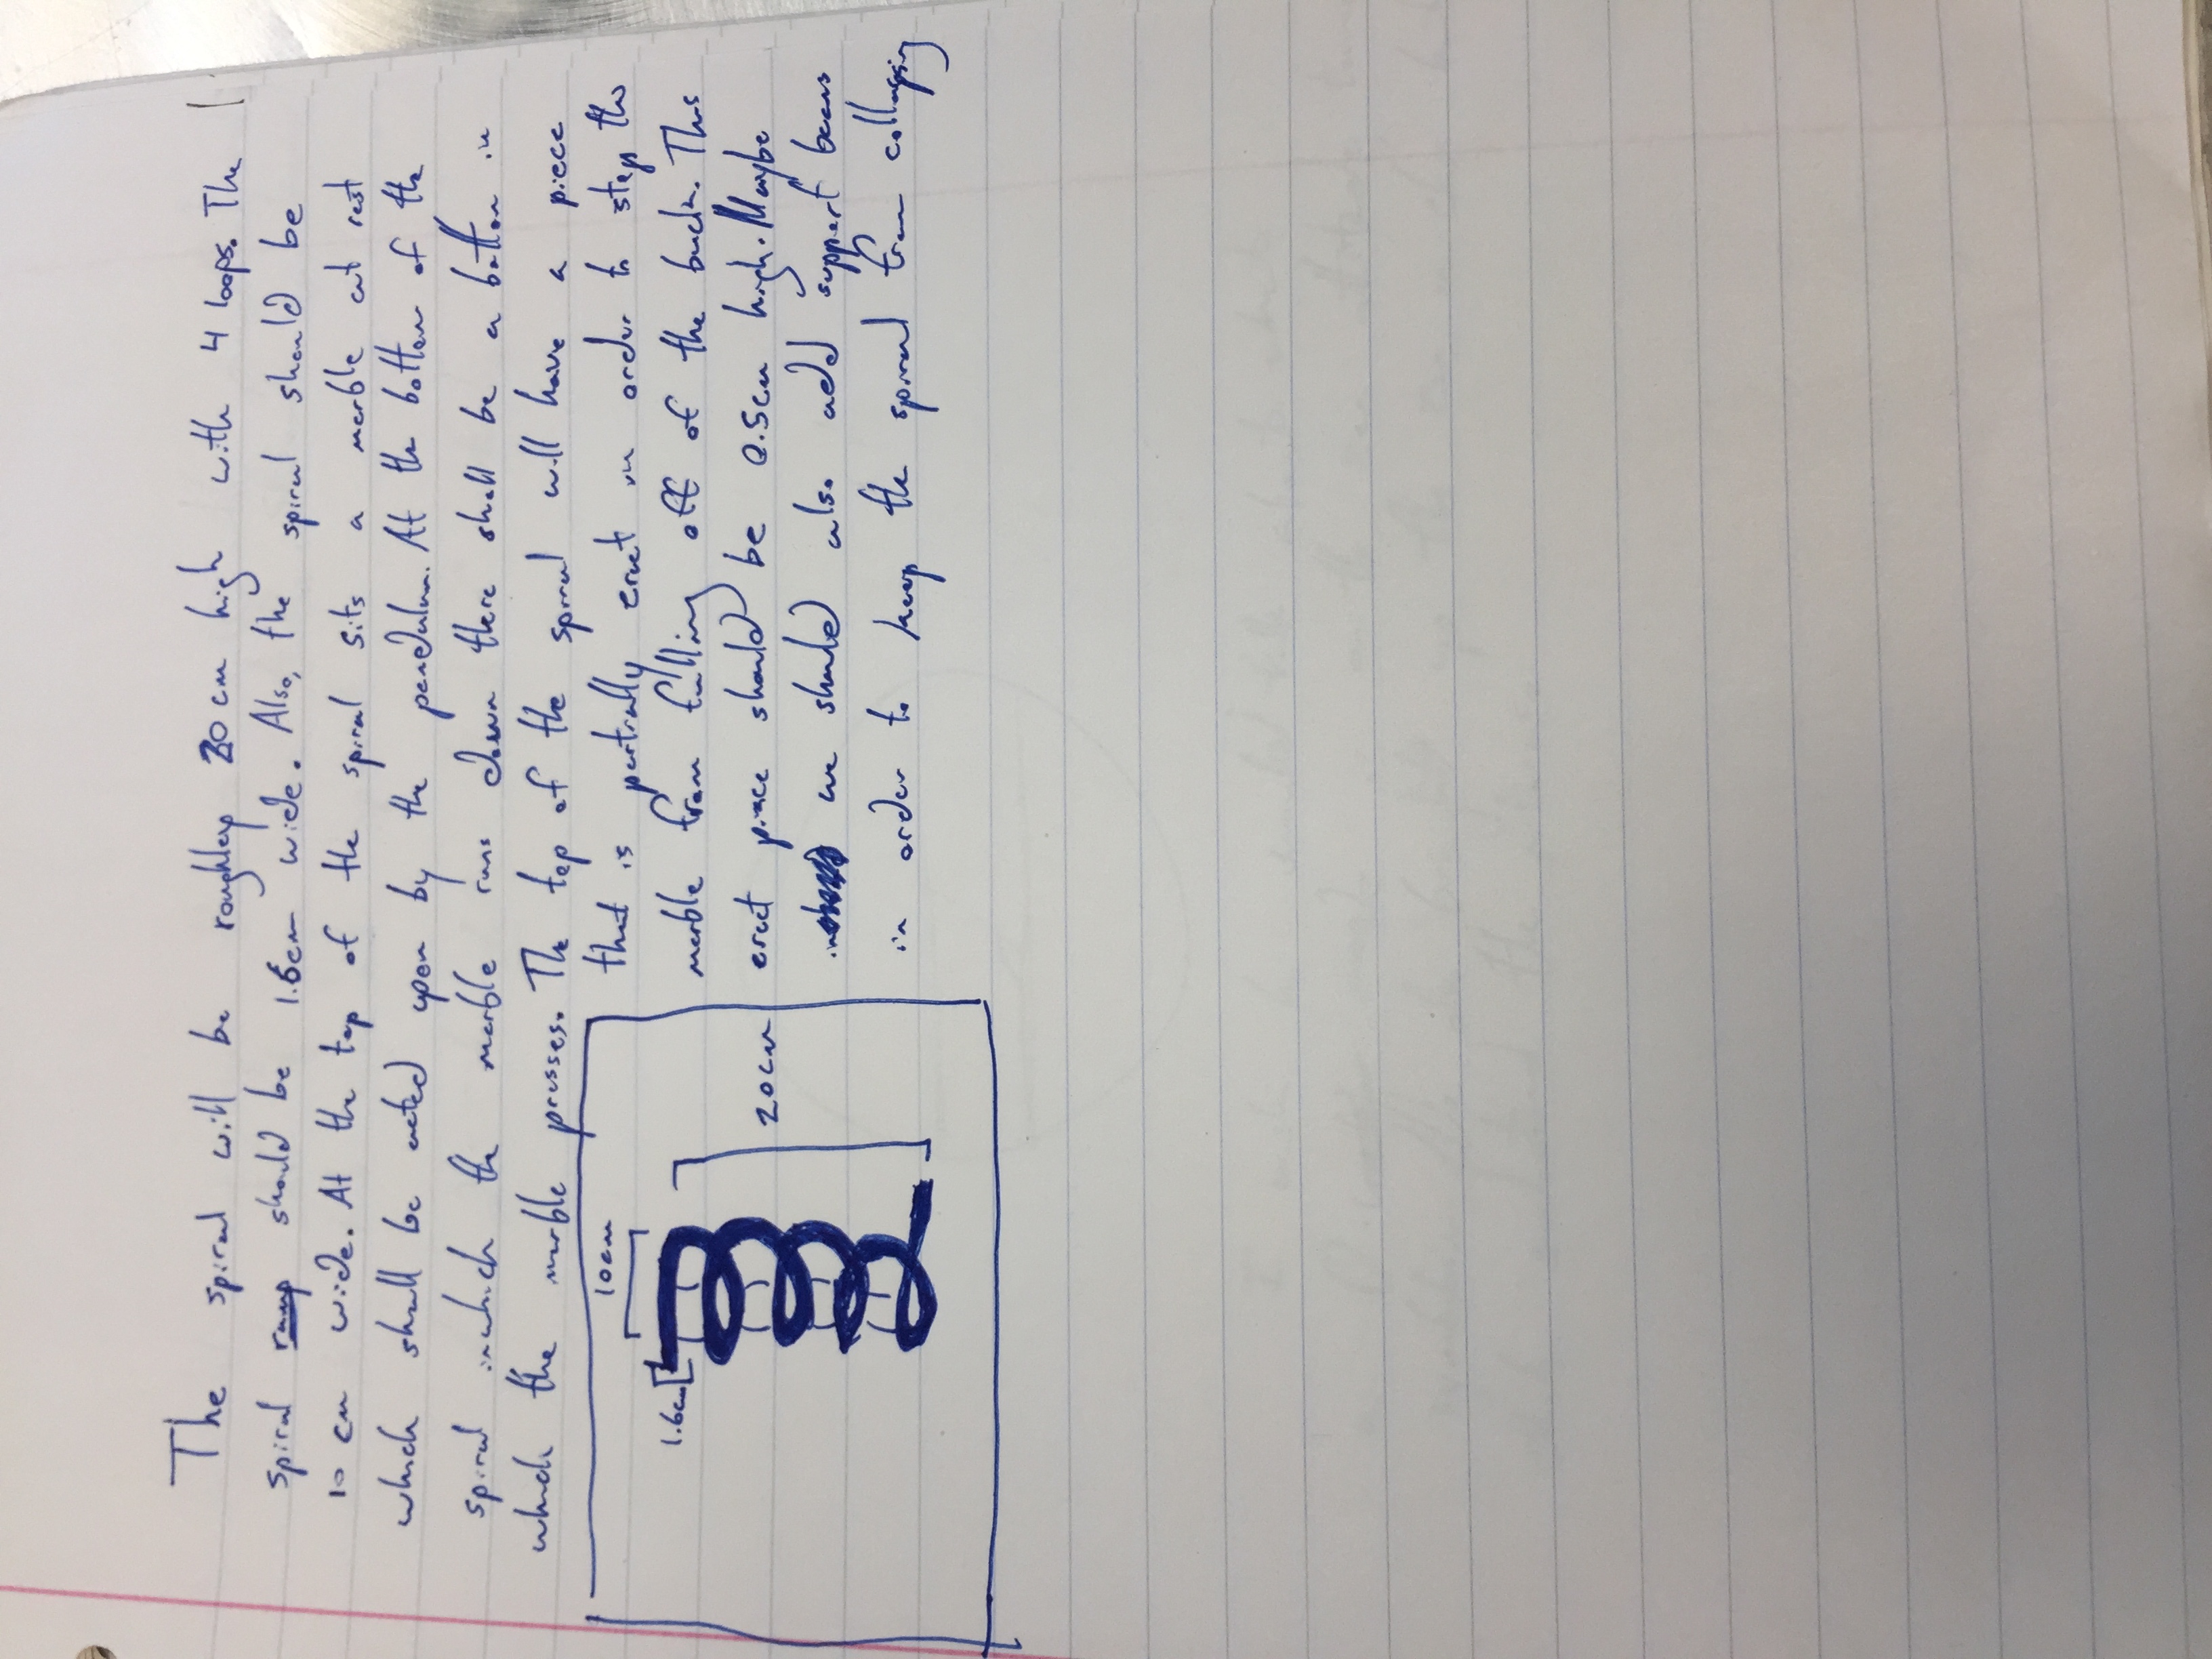 The spiral will be roughley 20 cm high with 4 loops. The
spiral ramp should be 1.6cm wide. Also, the spiral should be
10 cm wide. At the top of the spiral sits a marble at rest
which shall be acted upon by the pendulum. At the bottom of the
spiral inwhich the marble runs down there shall be a button in
which the marble presses. The top of the spiral will have a piece
that is partially erect in order to stop the
marble from falling off of the back. This
erect piece should be 0.5cm high. Maybe
we should also add support beams
in order to keep the spiral from collapsing
10cm
1.6cm
20cm